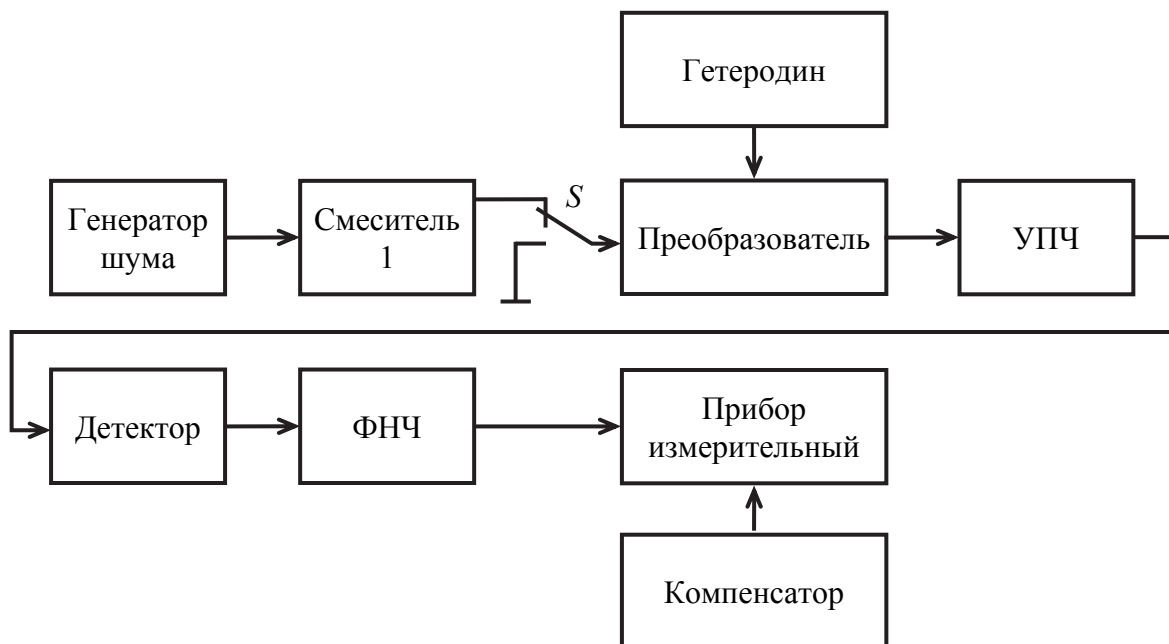 Гетеродин
S
Генератор
шума
Смеситель
1
Преобразователь
УПЧ
Детектор
ФНЧ
Прибор
измерительный
Компенсатор